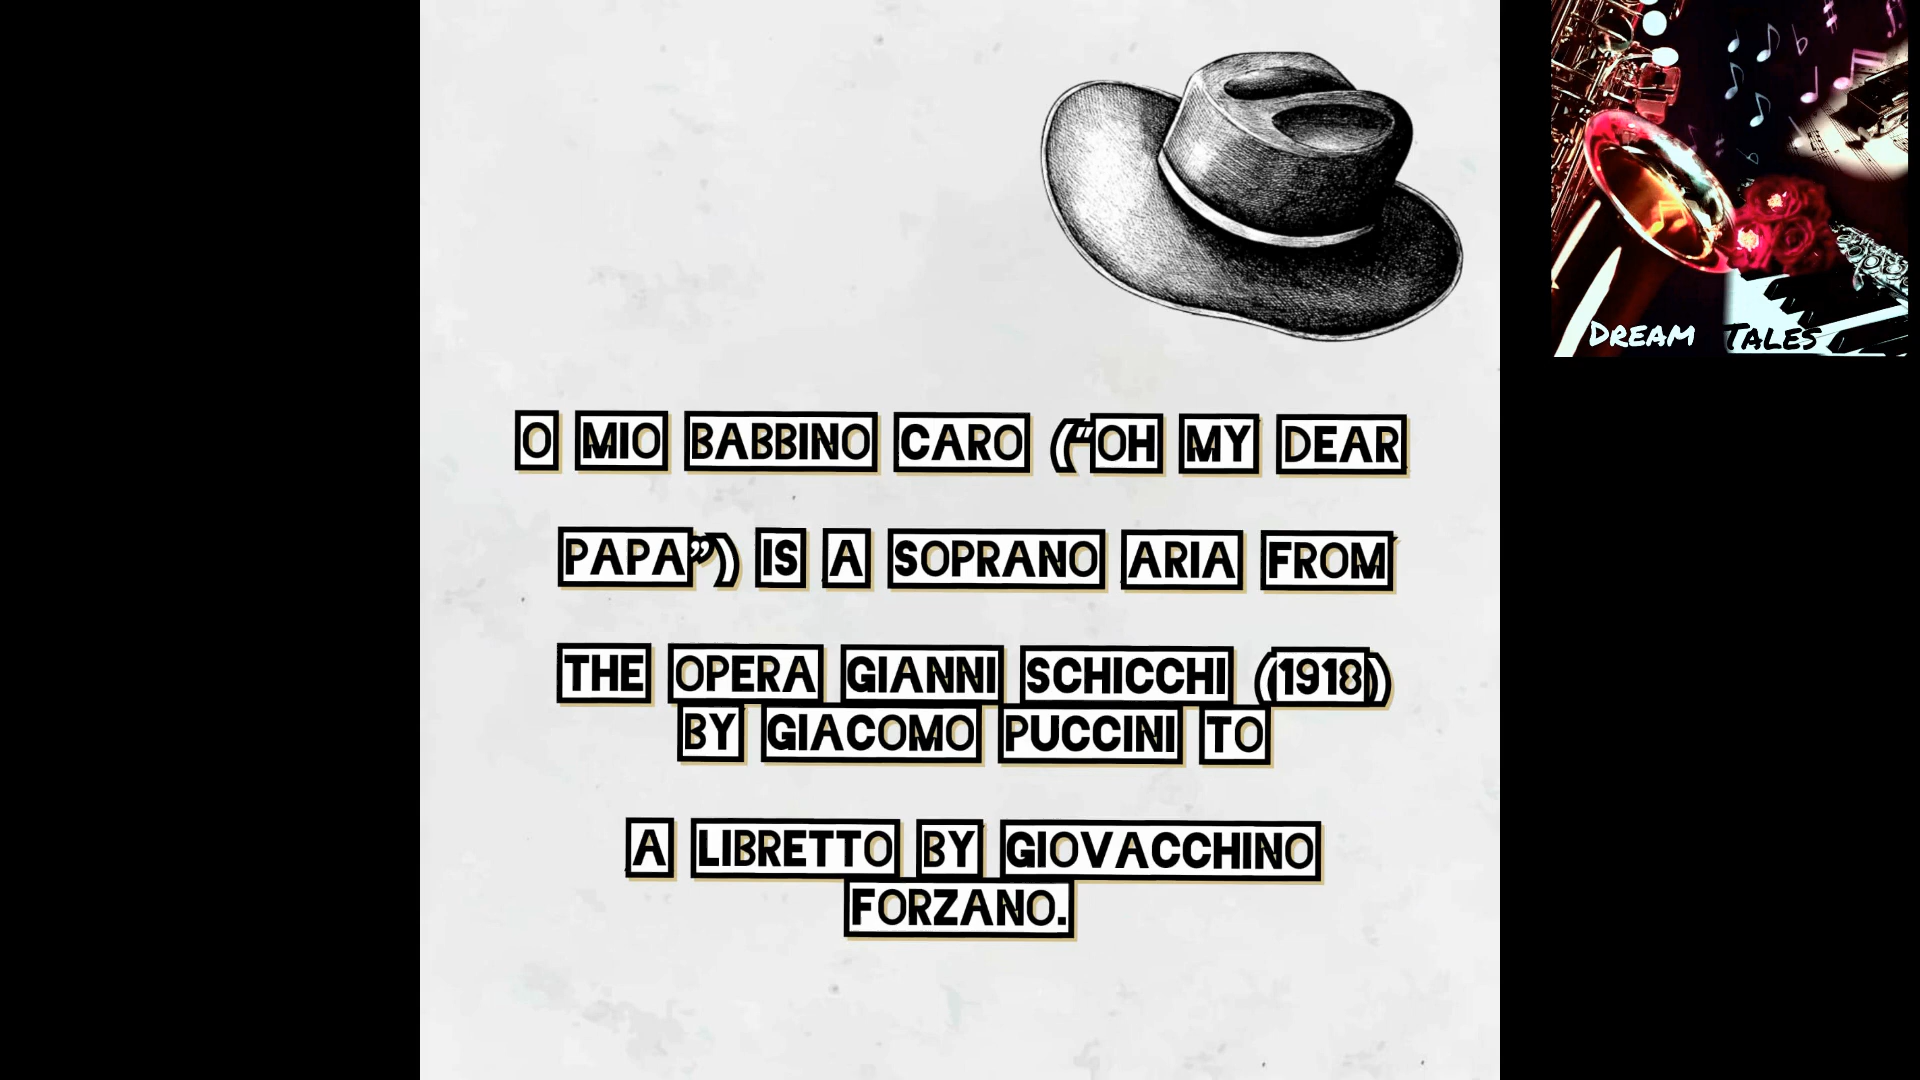 O MIO BABBINO CARO (“OH MY DEAR
PAPA”) IS A SOPRANO ARIA FROM
THE OPERA GIANNI SCHICCHI (1918)
BY GIACOMO PUCCINI TO
A LIBRETTO BY GIOVACCHINO
FORZANO.
DREAM TALES